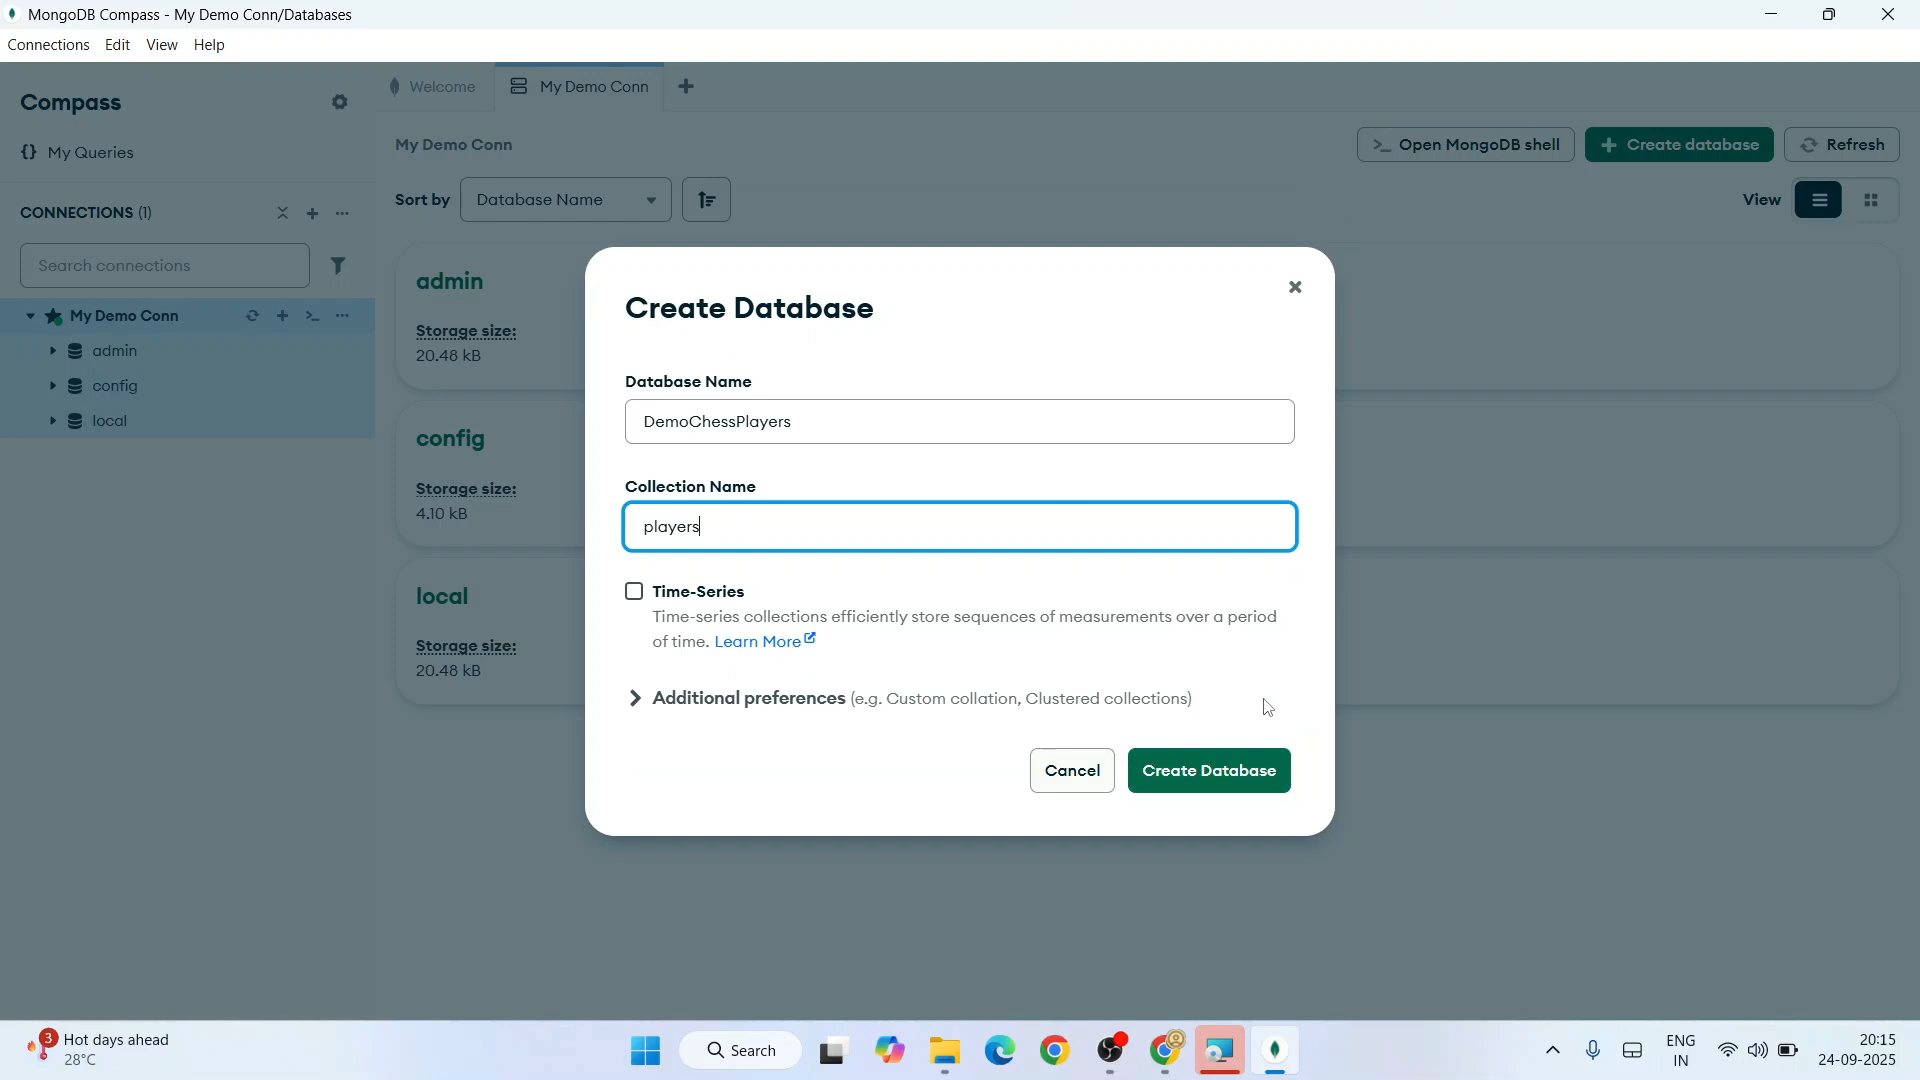 MongoDB Compass - My Demo Conn/Databases
Connections Edit View Help
Compass
Welcome
My Demo Conn
{} My Queries
My Demo Conn
>_ Open MongoDB shell
+ Create database
Refresh
CONNECTIONS (1)
Sort by
Database Name
View
Search connections
My Demo Conn
admin
config
local
admin
Storage size:
20.48 kB
config
Storage size:
4.10 kB
local
Storage size:
20.48 kB
Create Database
Database Name
DemoChessPlayers
Collection Name
players
Time-Series
Time-series collections efficiently store sequences of measurements over a period
of time. Learn More
Additional preferences (e.g. Custom collation, Clustered collections)
Cancel
Create Database
3
Hot days ahead
28°C
Search
ENG
IN
20:15
24-09-2025